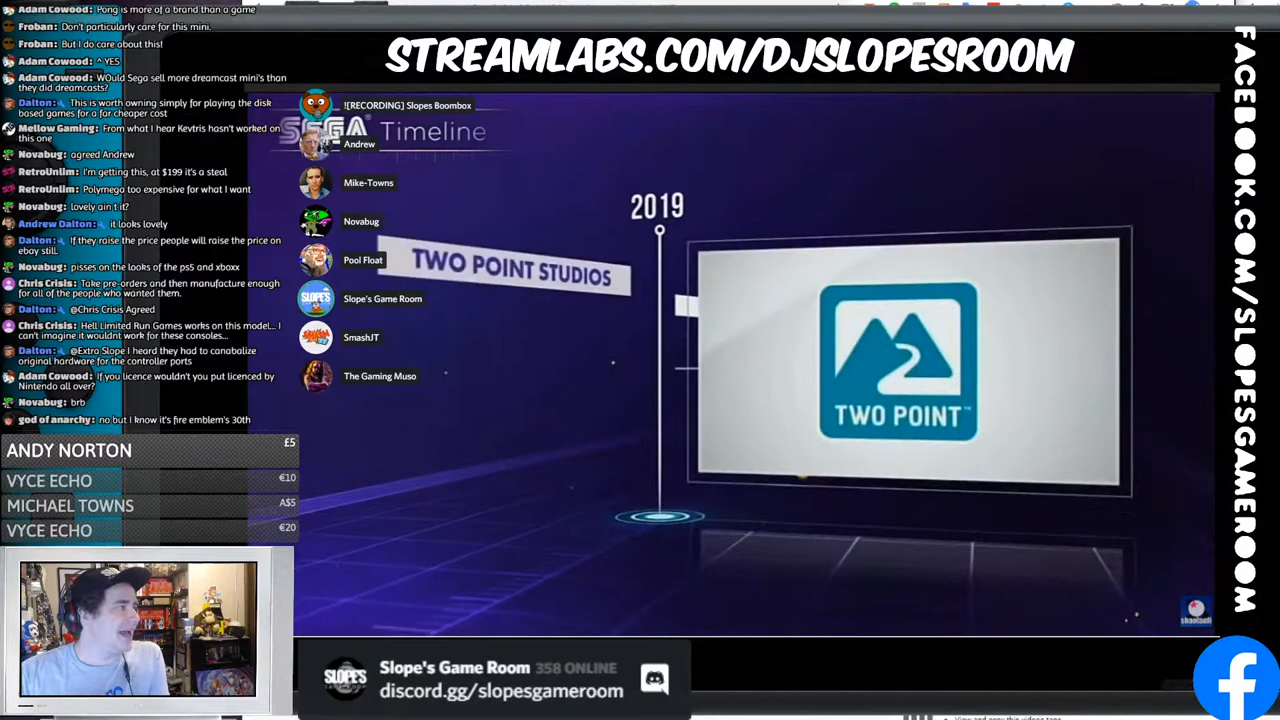 Adam Cowood: Pong is more of a brand than a game
Froban: Don't particularly care for this mini.
Froban: But I do care about this!
Adam Cowood: ^ YES
Adam Cowood: WOuld Sega sell more dreamcast mini's than
they did dreamcasts?
Dalton: This is worth owning simply for playing the disk
based games for a far cheaper cost
Mellow Gaming: From what I hear Kevtris hasn't worked on
this one
Novabug: agreed Andrew
RetroUnlim: I'm getting this, at $199 it's a steal
RetroUnlim: Polymega too expensive for what I want
Novabug: lovely ain t it?
Andrew Dalton: it looks lovely
Dalton: If they raise the price people will raise the price on
ebay still.
Novabug: pisses on the looks of the ps5 and xboxx
Chris Crisis: Take pre-orders and then manufacture enough
for all of the people who wanted them.
Dalton: @Chris Crisis Agreed
Chris Crisis: Hell Limited Run Games works on this model... I
can't imagine it wouldnt work for these consoles...
Dalton: @Extra Slope I heard they had to canabalize
original hardware for the controller ports
Adam Cowood: If you licence wouldn't you put licenced by
Nintendo all over?
Novabug: brb
god of anarchy: no but I know it's fire emblem's 30th
ANDY NORTON £5
VYCE ECHO €10
MICHAEL TOWNS A$5
VYCE ECHO €20
STREAMLABS.COM/DJSLOPESROOM
SEGA Timeline
![RECORDING] Slopes Boombox
Andrew
Mike-Towns
Novabug
Pool Float
SLOPE'S
Slope's Game Room
SmashJT
The Gaming Muso
2019
TWO POINT STUDIOS
TWO POINT™
SLOPE'S
Slope's Game Room 358 ONLINE
discord.gg/slopesgameroom
FACEBOOK.COM/SLOPESGAMEROOM
View and copy this video's tags